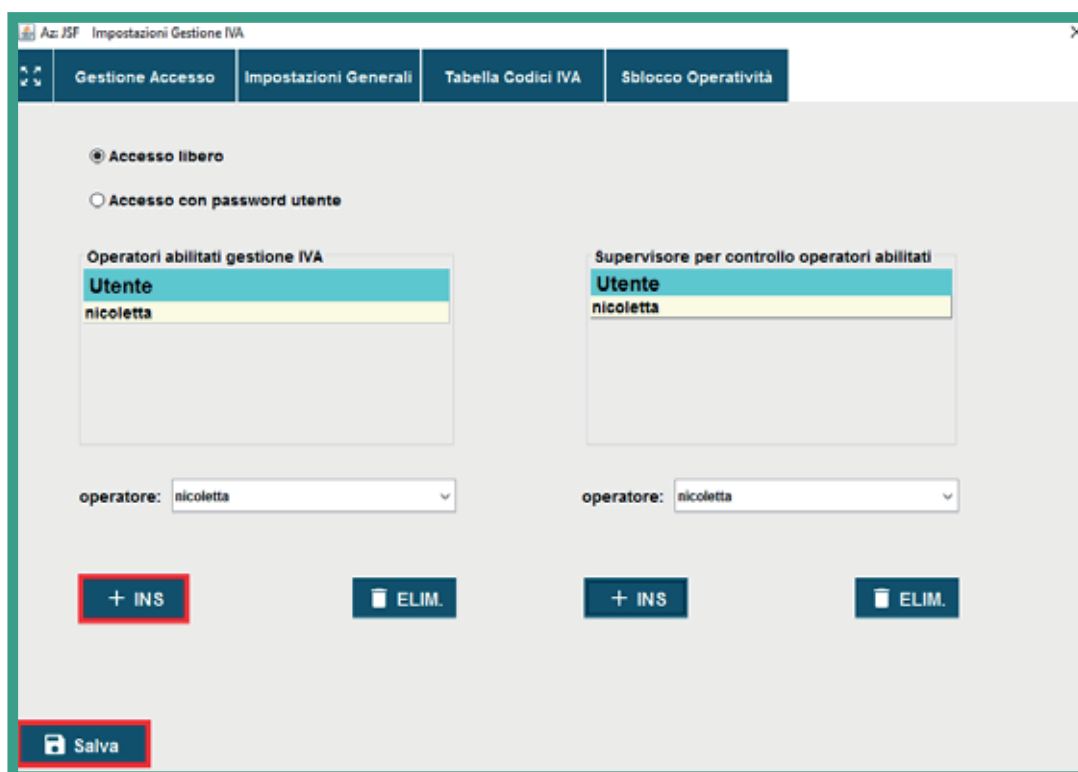 Az: JSF Impostazioni Gestione IVA
Gestione Accesso Impostazioni Generali Tabella Codici IVA Sblocco Operatività
Accesso libero
Accesso con password utente
Operatori abilitati gestione IVA
Utente
nicoletta
Supervisore per controllo operatori abilitati
Utente
nicoletta
operatore: nicoletta
operatore: nicoletta
+ INS ELIM. + INS ELIM.
Salva